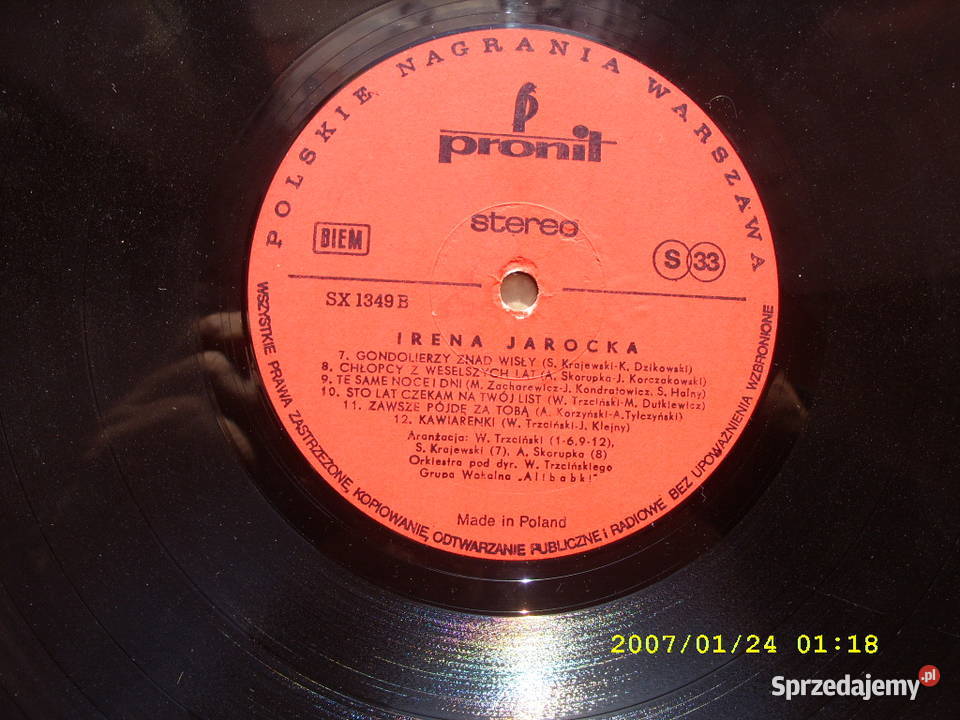 POLSKIE NAGRANIA WARSZAWA
pronit
stereo
BIEM
S 33
SX 1349 B
IRENA JAROCKA
7. GONDOLIERZY ZNAD WISŁY (S. Krajewski-K. Dzikowski)
8. CHŁOPCY Z WESELSZYCH LAT (A. Skorupka-J. Korczakowski)
9. TE SAME NOCE I DNI (M. Zacharewicz-J. Kondratowicz, S. Halny)
10. STO LAT CZEKAM NA TWÓJ LIST (W. Trzciński-M. Dutkiewicz)
11. ZAWSZE PÓJDĘ ZA TOBĄ (A. Korzyński-A. Tylczyński)
12. KAWIARENKI (W. Trzciński-J. Klejny)
Aranżacja: W. Trzciński (1-6,9-12),
S. Krajewski (7), A. Skorupka (8)
Orkiestra pod dyr. W. Trzcińskiego
Grupa Wokalna „Alibabki"
Made in Poland
WSZYSTKIE PRAWA ZASTRZEŻONE, KOPIOWANIE, ODTWARZANIE PUBLICZNE i RADIOWE BEZ UPOWAŻNIENIA WZBRONIONE
2007/01/24 01:18
Sprzedajemy.pl